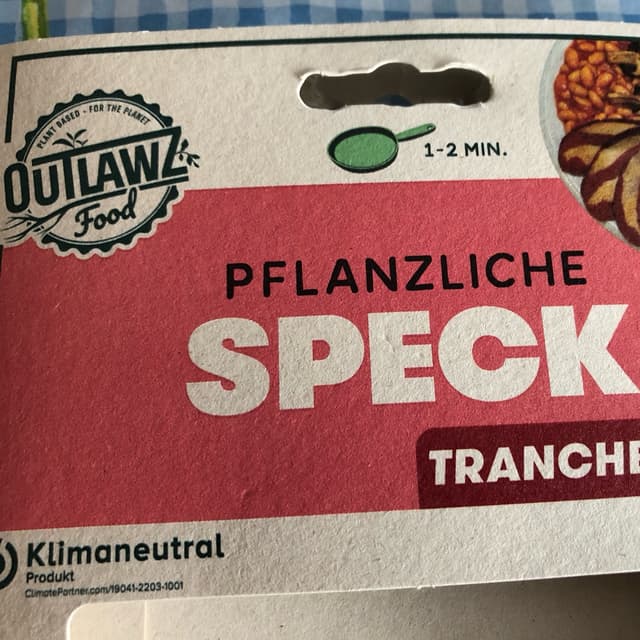 PLANT BASED - FOR THE PLANET
OUTLAWZ
Food
1-2 MIN.
PFLANZLICHE
SPECK
TRANCHE
Klimaneutral
Produkt
ClimatePartner.com/19041-2203-1001